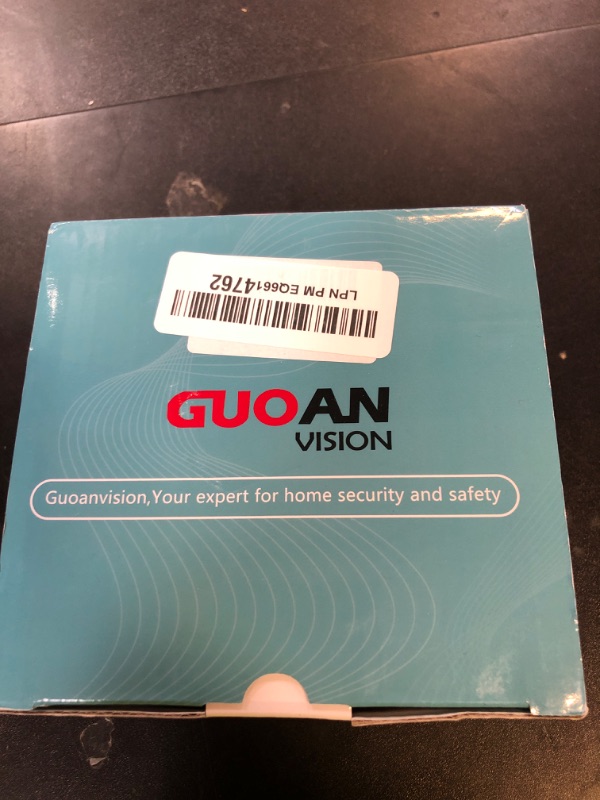 LPN PM EQ6614762
GUOAN
VISION
Guoanvision,Your expert for home security and safety